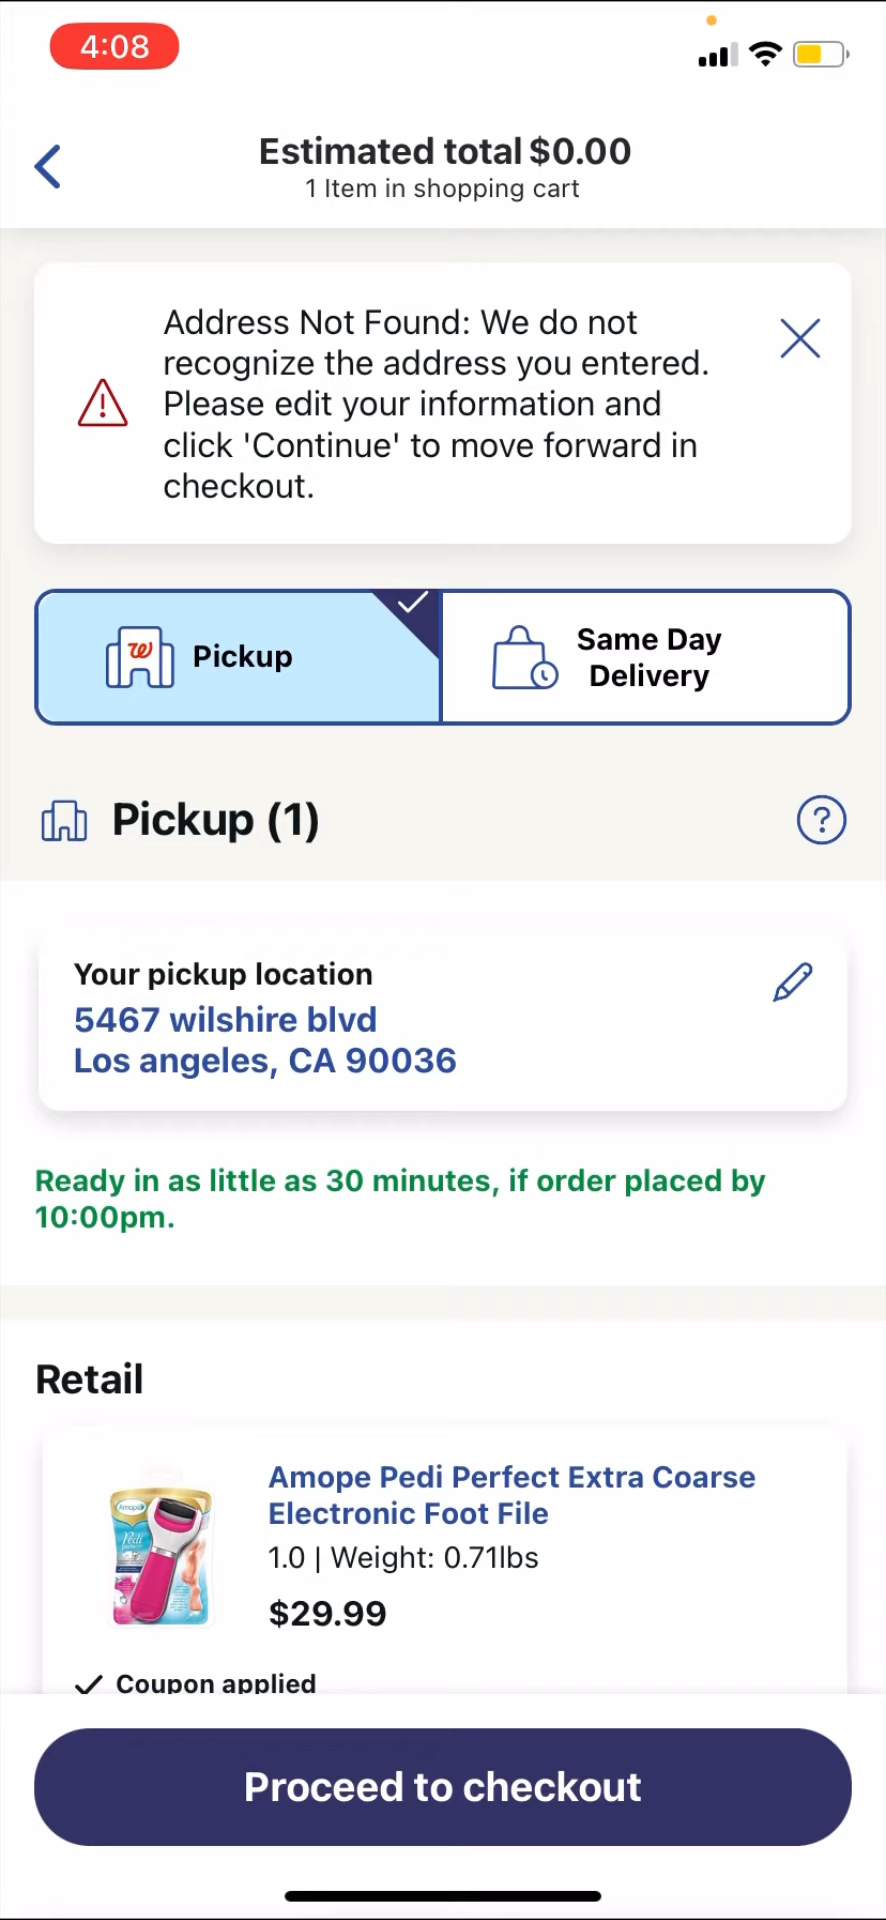 4:08
Estimated total $0.00
1 Item in shopping cart
Address Not Found: We do not
recognize the address you entered.
Please edit your information and
click 'Continue' to move forward in
checkout.
Pickup
Same Day
Delivery
Pickup (1)
Your pickup location
5467 wilshire blvd
Los angeles, CA 90036
Ready in as little as 30 minutes, if order placed by
10:00pm.
Retail
Amope Pedi Perfect Extra Coarse
Electronic Foot File
1.0 | Weight: 0.71lbs
$29.99
Amopé
Pedi
Coupon applied
Proceed to checkout